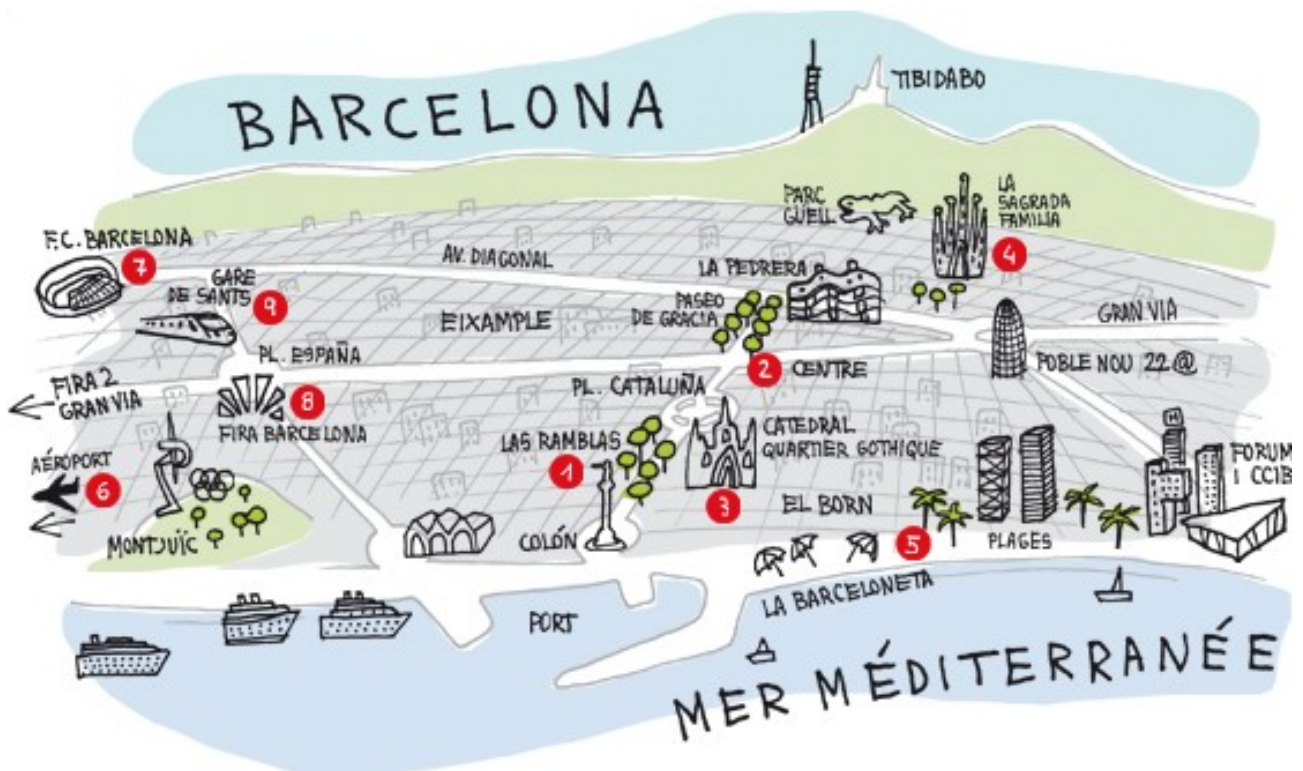 BARCELONA
TIBIDABO
PARC
GÜELL
LA
SAGRADA
FAMILIA
4
F.C. BARCELONA
7
GARE
DE SANTS
9
AV. DIAGONAL
LA PEDRERA
PASEO
DE GRACIA
EIXAMPLE
GRAN VIA
PL. ESPAÑA
2
CENTRE
POBLE NOU 22@
FIRA 2
GRAN VIA
8
FIRA BARCELONA
PL. CATALUÑA
LAS RAMBLAS
1
CATEDRAL
QUARTIER GOTHIQUE
3
AÉROPORT
6
FORUM
I CCIB
EL BORN
5
PLAGES
MONTJUÏC
COLÓN
LA BARCELONETA
PORT
MER MÉDITERRANÉE